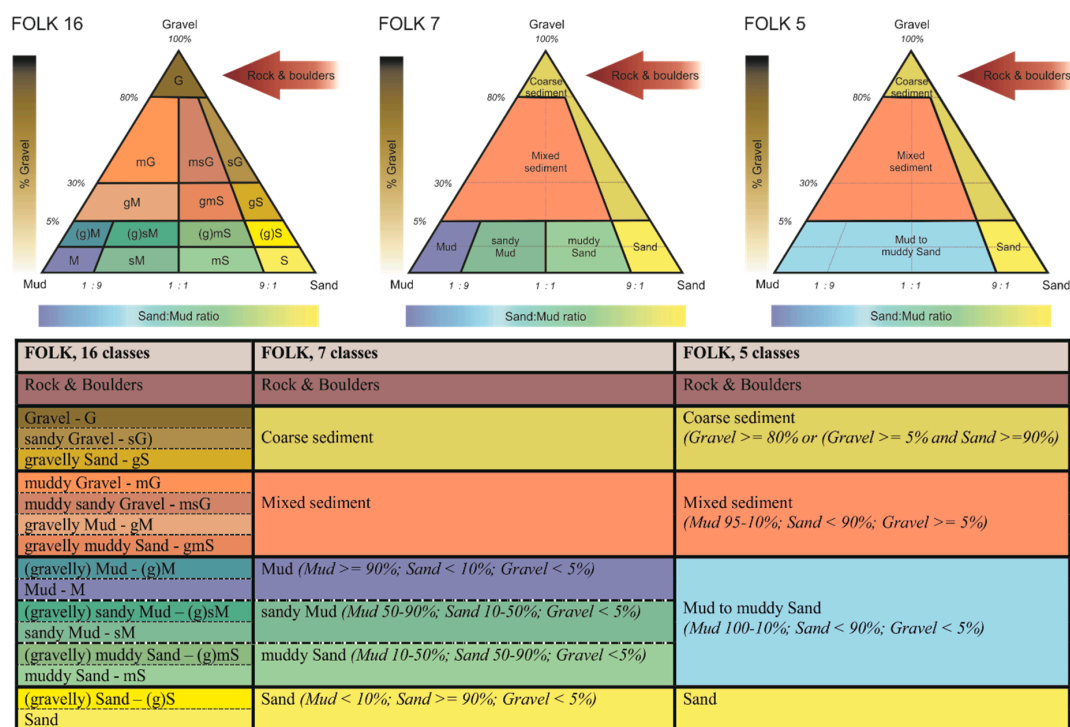 FOLK 16
Gravel
100%
Rock & boulders
G
80%
% Gravel
mG
msG
sG
30%
gM
gmS
gS
5%
(g)M
(g)sM
(g)mS
(g)S
M
sM
mS
S
Mud
1 : 9
1 : 1
9 : 1
Sand
Sand:Mud ratio
FOLK 7
Gravel
100%
Rock & boulders
Coarse
sediment
80%
% Gravel
Mixed
sediment
30%
5%
Mud
sandy
Mud
muddy
Sand
Sand
Mud
1 : 9
1 : 1
9 : 1
Sand
Sand:Mud ratio
FOLK 5
Gravel
100%
Rock & boulders
Coarse
sediment
80%
% Gravel
Mixed
sediment
30%
5%
Mud to
muddy Sand
Sand
Mud
1 : 9
1 : 1
9 : 1
Sand
Sand:Mud ratio
FOLK, 16 classes
FOLK, 7 classes
FOLK, 5 classes
Rock & Boulders
Rock & Boulders
Rock & Boulders
Gravel - G
sandy Gravel - sG)
gravelly Sand - gS
Coarse sediment
Coarse sediment
(Gravel >= 80% or (Gravel >= 5% and Sand >=90%)
muddy Gravel - mG
muddy sandy Gravel - msG
gravelly Mud - gM
gravelly muddy Sand - gmS
Mixed sediment
Mixed sediment
(Mud 95-10%; Sand < 90%; Gravel >= 5%)
(gravelly) Mud - (g)M
Mud - M
Mud (Mud >= 90%; Sand < 10%; Gravel < 5%)
(gravelly) sandy Mud – (g)sM
sandy Mud - sM
sandy Mud (Mud 50-90%; Sand 10-50%; Gravel < 5%)
(gravelly) muddy Sand – (g)mS
muddy Sand - mS
muddy Sand (Mud 10-50%; Sand 50-90%; Gravel <5%)
Mud to muddy Sand
(Mud 100-10%; Sand < 90%; Gravel < 5%)
(gravelly) Sand – (g)S
Sand
Sand (Mud < 10%; Sand >= 90%; Gravel < 5%)
Sand